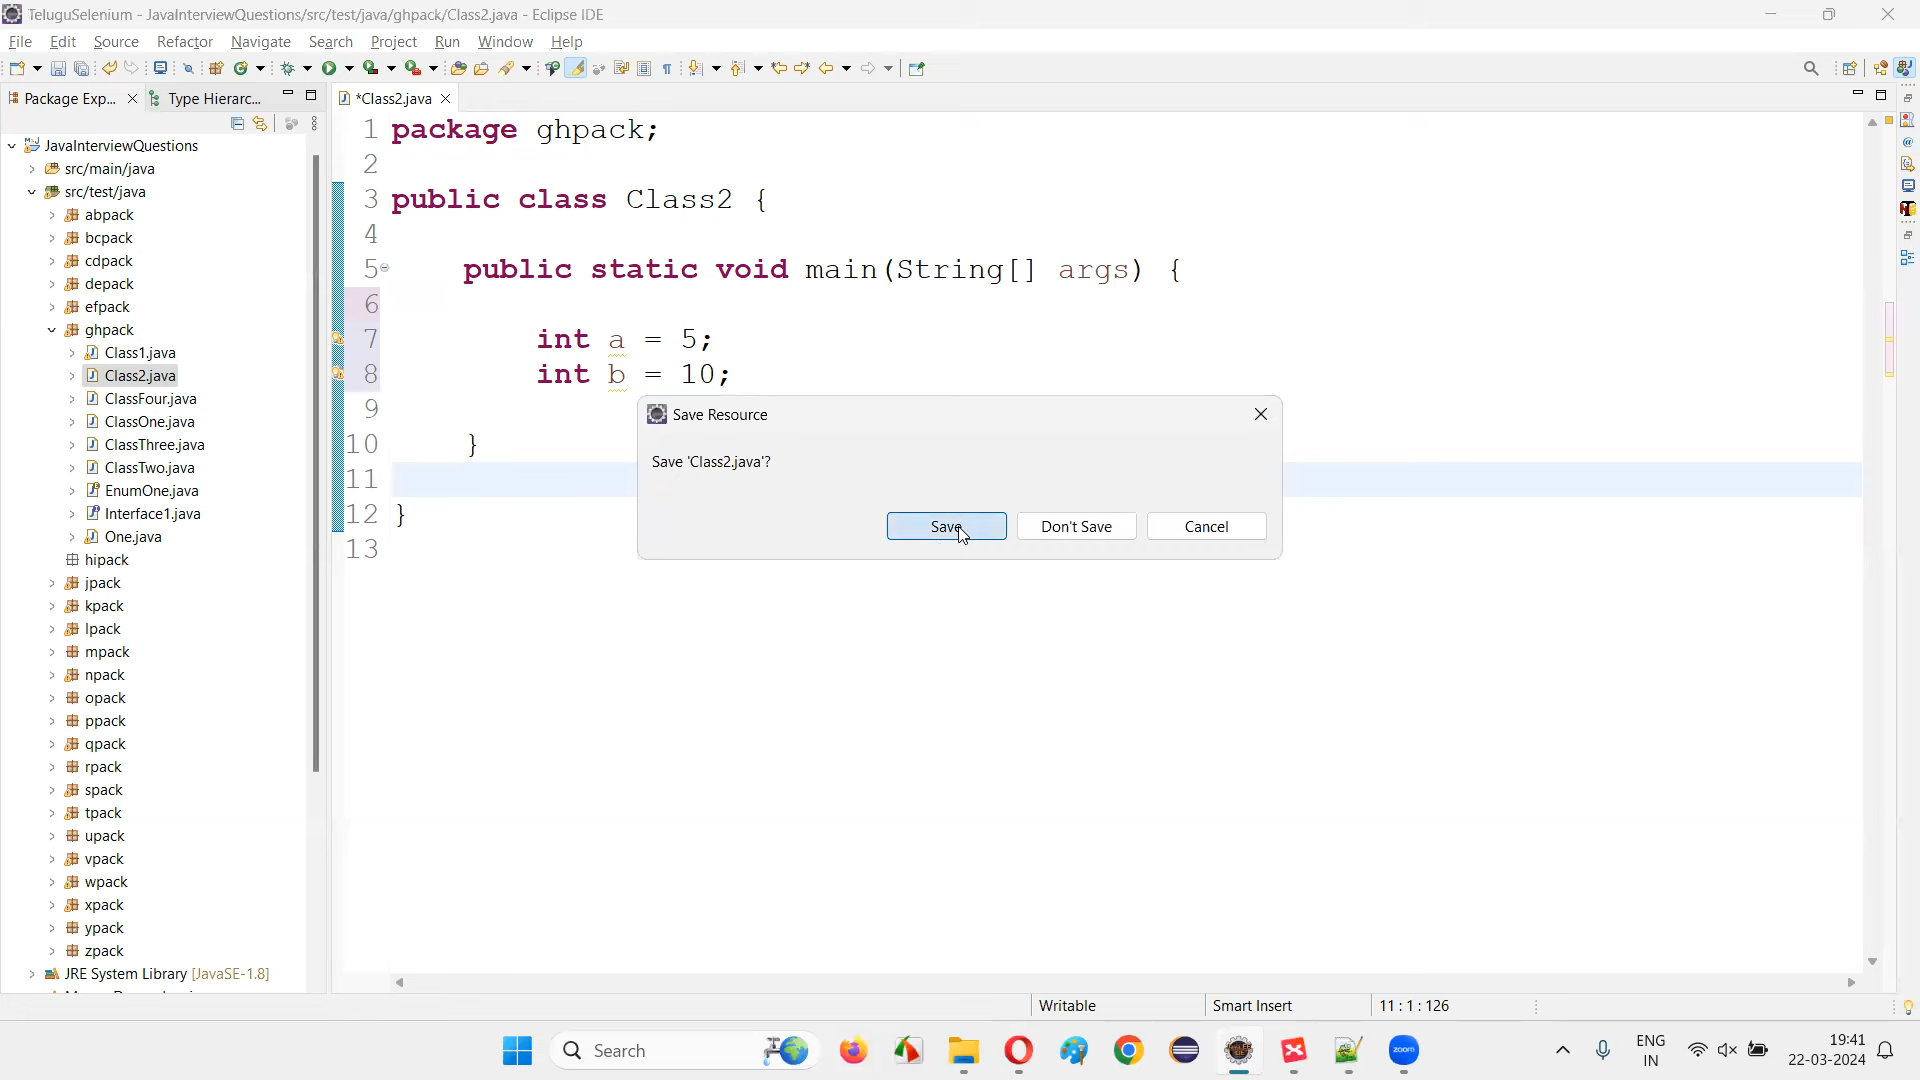 TeluguSelenium - JavaInterviewQuestions/src/test/java/ghpack/Class2.java - Eclipse IDE
File Edit Source Refactor Navigate Search Project Run Window Help
Package Exp... Type Hierarc... *Class2.java
JavaInterviewQuestions
src/main/java
src/test/java
abpack
bcpack
cdpack
depack
efpack
ghpack
Class1.java
Class2.java
ClassFour.java
ClassOne.java
ClassThree.java
ClassTwo.java
EnumOne.java
Interface1.java
One.java
hipack
jpack
kpack
lpack
mpack
npack
opack
ppack
qpack
rpack
spack
tpack
upack
vpack
wpack
xpack
ypack
zpack
JRE System Library [JavaSE-1.8]
1 package ghpack;
2
3 public class Class2 {
4
5 public static void main(String[] args) {
6
7 int a = 5;
8 int b = 10;
9
10 }
11
12 }
13
Save Resource
Save 'Class2.java'?
Save Don't Save Cancel
Writable Smart Insert 11 : 1 : 126
Search
zoom
ENG
IN
19:41
22-03-2024